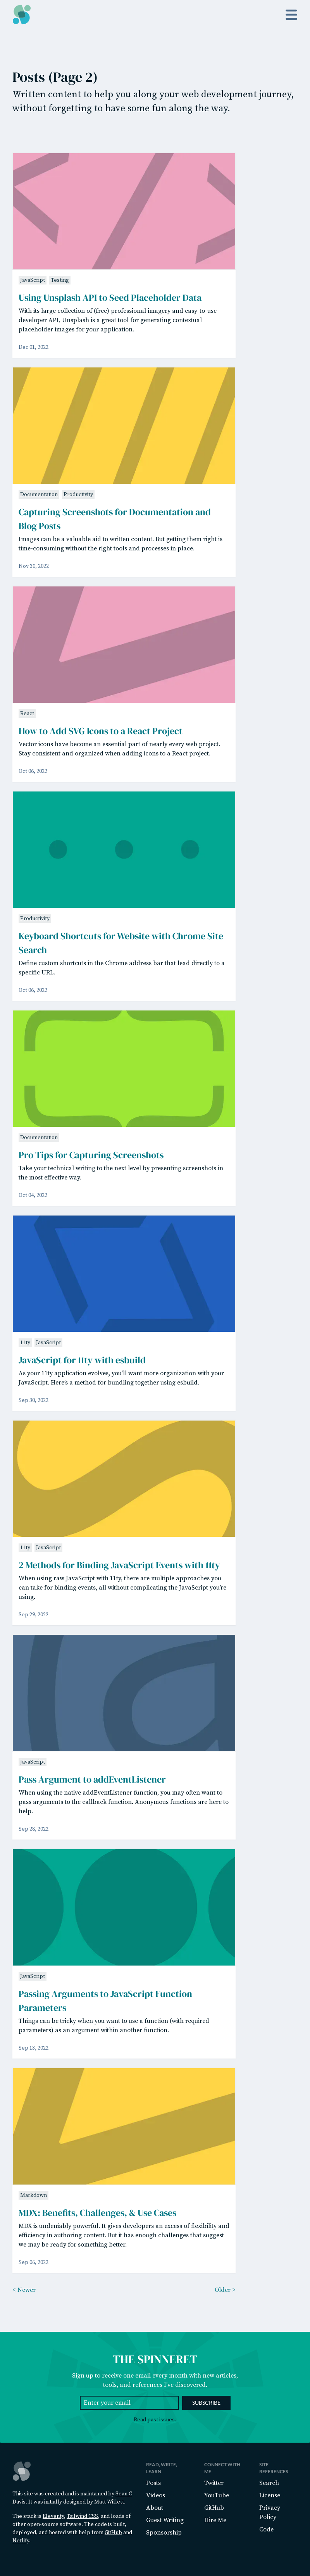 Posts (Page 2)
Written content to help you along your web development journey,
without forgetting to have some fun along the way.
JavaScript Testing
Using Unsplash API to Seed Placeholder Data
With its large collection of (free) professional imagery and easy-to-use
developer API, Unsplash is a great tool for generating contextual
placeholder images for your application.
Dec 01, 2022
Documentation Productivity
Capturing Screenshots for Documentation and
Blog Posts
Images can be a valuable aid to written content. But getting them right is
time-consuming without the right tools and processes in place.
Nov 30, 2022
React
How to Add SVG Icons to a React Project
Vector icons have become an essential part of nearly every web project.
Stay consistent and organized when adding icons to a React project.
Oct 06, 2022
Productivity
Keyboard Shortcuts for Website with Chrome Site
Search
Define custom shortcuts in the Chrome address bar that lead directly to a
specific URL.
Oct 06, 2022
Documentation
Pro Tips for Capturing Screenshots
Take your technical writing to the next level by presenting screenshots in
the most effective way.
Oct 04, 2022
11ty JavaScript
JavaScript for 11ty with esbuild
As your 11ty application evolves, you'll want more organization with your
JavaScript. Here's a method for bundling together using esbuild.
Sep 30, 2022
11ty JavaScript
2 Methods for Binding JavaScript Events with 11ty
When using raw JavaScript with 11ty, there are multiple approaches you
can take for binding events, all without complicating the JavaScript you're
using.
Sep 29, 2022
JavaScript
Pass Argument to addEventListener
When using the native addEventListener function, you may often want to
pass arguments to the callback function. Anonymous functions are here to
help.
Sep 28, 2022
JavaScript
Passing Arguments to JavaScript Function
Parameters
Things can be tricky when you want to use a function (with required
parameters) as an argument within another function.
Sep 13, 2022
Markdown
MDX: Benefits, Challenges, & Use Cases
MDX is undeniably powerful. It gives developers an excess of flexibility and
efficiency in authoring content. But it has enough challenges that suggest
we may be ready for something better.
Sep 06, 2022
< Newer Older >
THE SPINNERET
Sign up to receive one email every month with new articles,
tools, and references I've discovered.
Enter your email SUBSCRIBE
Read past issues.
This site was created and is maintained by Sean C
Davis. It was initially designed by Matt Willett.
The stack is Eleventy, Tailwind CSS, and loads of
other open-source software. The code is built,
deployed, and hosted with help from GitHub and
Netlify.
READ, WRITE,
LEARN
Posts
Videos
About
Guest Writing
Sponsorship
CONNECT WITH
ME
Twitter
YouTube
GitHub
Hire Me
SITE
REFERENCES
Search
License
Privacy
Policy
Code